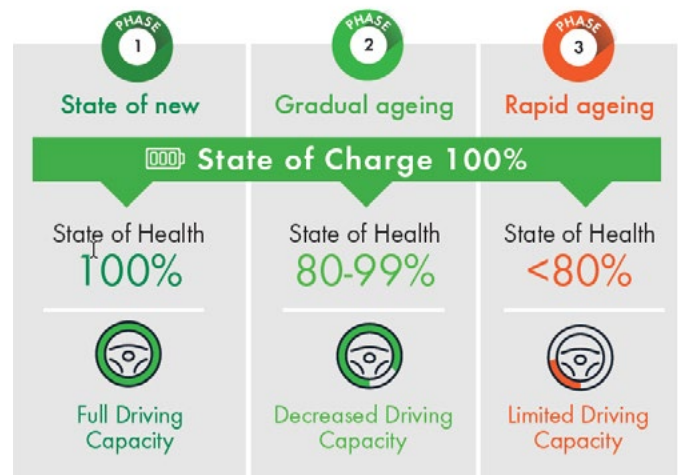 PHASE
1
State of new
PHASE
2
Gradual ageing
PHASE
3
Rapid ageing
State of Charge 100%
State of Health
100%
Full Driving
Capacity
State of Health
80-99%
Decreased Driving
Capacity
State of Health
<80%
Limited Driving
Capacity